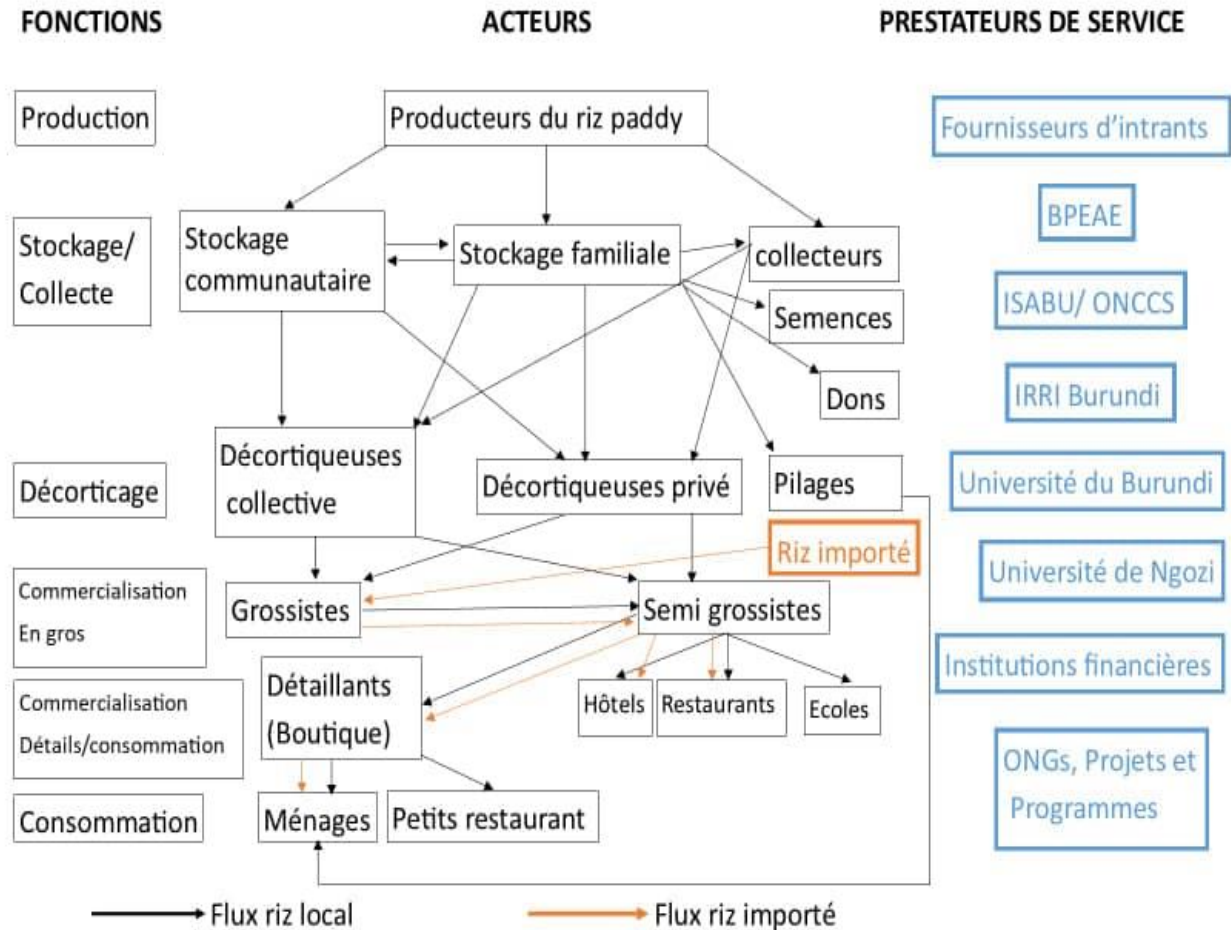 FONCTIONS
ACTEURS
PRESTATEURS DE SERVICE
Production
Producteurs du riz paddy
Fournisseurs d'intrants
BPEAE
Stockage/
Collecte
Stockage
communautaire
Stockage familiale
collecteurs
Semences
Dons
ISABU/ ONCCS
IRRI Burundi
Décorticage
Décortiqueuses
collective
Décortiqueuses privé
Pilages
Université du Burundi
Riz importé
Université de Ngozi
Commercialisation
En gros
Grossistes
Semi grossistes
Institutions financières
Commercialisation
Détails/consommation
Détaillants
(Boutique)
Hôtels
Restaurants
Ecoles
ONGs, Projets et
Programmes
Consommation
Ménages
Petits restaurant
Flux riz local
Flux riz importé